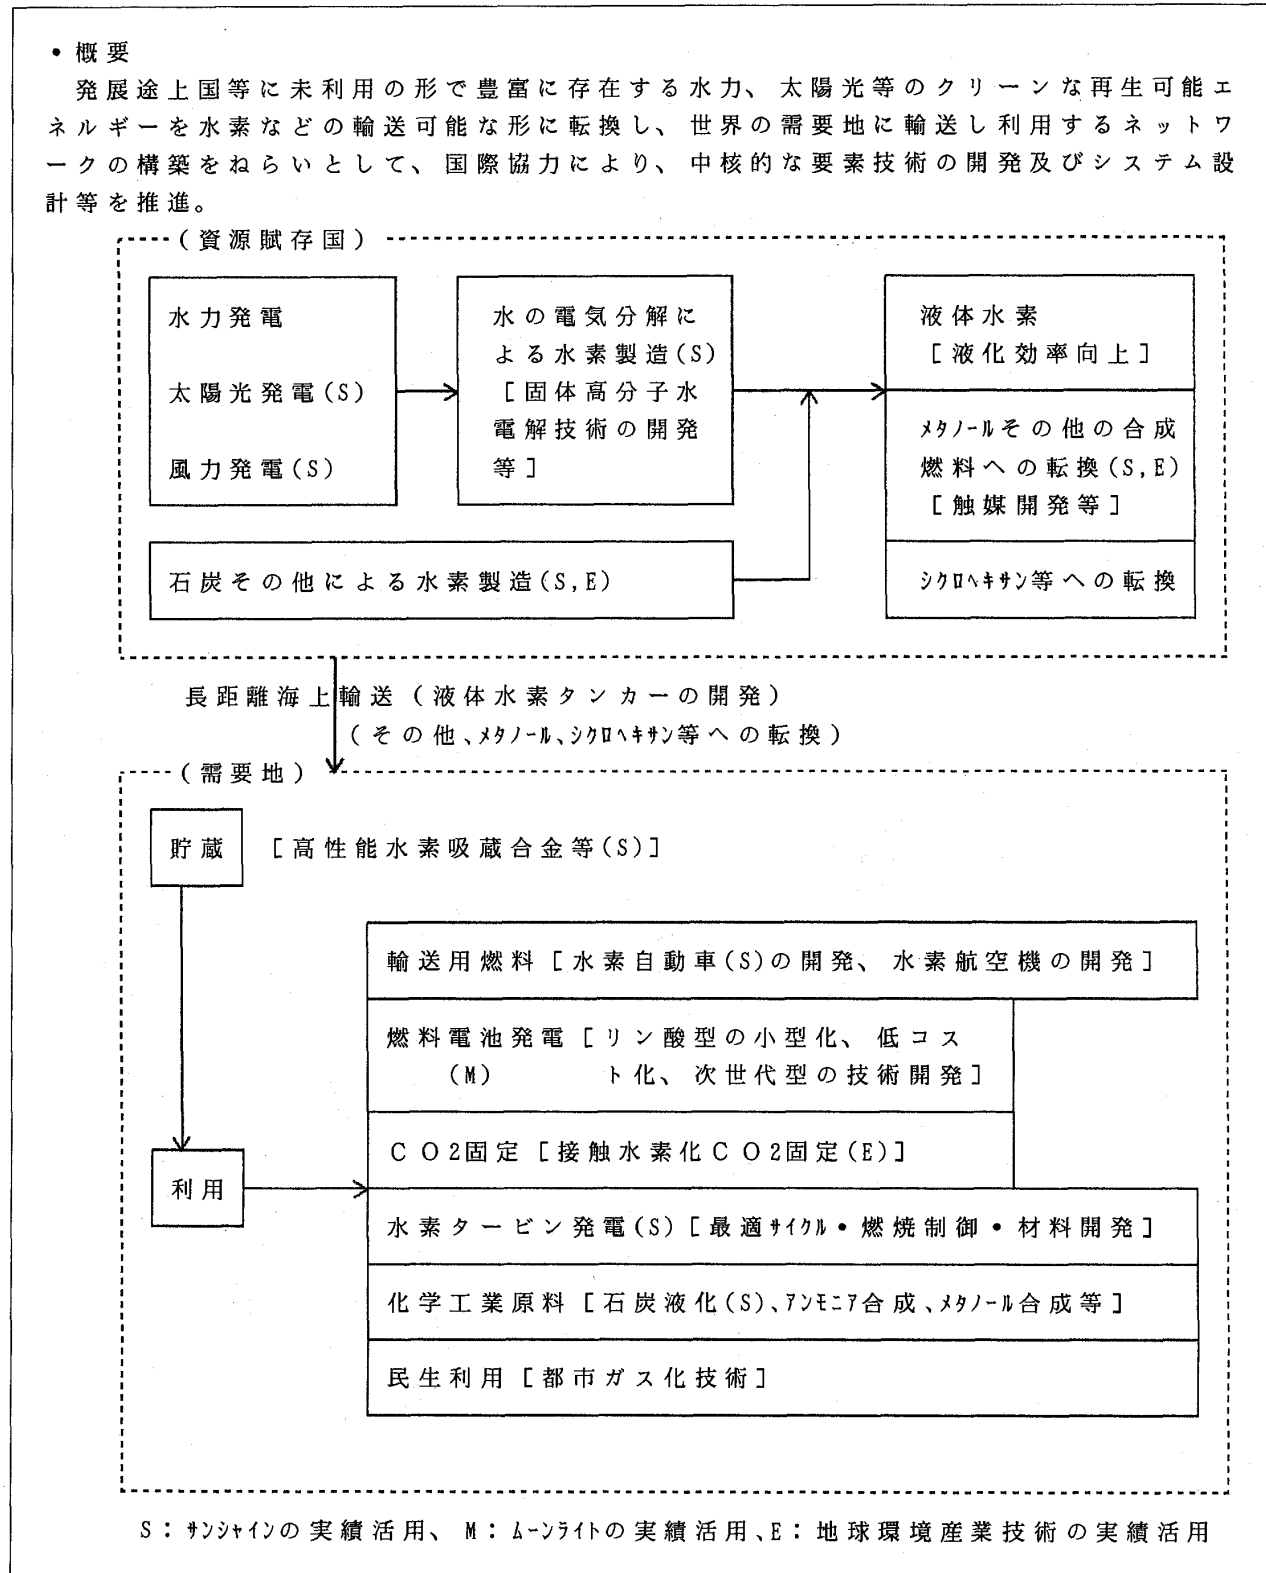 • 概要
発展途上国等に未利用の形で豊富に存在する水力、太陽光等のクリーンな再生可能エ
ネルギーを水素などの輸送可能な形に転換し、世界の需要地に輸送し利用するネットワ
ークの構築をねらいとして、国際協力により、中核的な要素技術の開発及びシステム設
計等を推進。
(資源賦存国)
水力発電
太陽光発電(S)
風力発電(S)
水の電気分解に
よる水素製造(S)
[固体高分子水
電解技術の開発
等]
石炭その他による水素製造(S,E)
液体水素
[液化効率向上]
ﾒﾀﾉｰﾙその他の合成
燃料への転換(S,E)
[触媒開発等]
ｼｸﾛﾍｷｻﾝ等への転換
長距離海上輸送(液体水素タンカーの開発)
(その他、ﾒﾀﾉｰﾙ、ｼｸﾛﾍｷｻﾝ等への転換)
(需要地)
貯蔵 [高性能水素吸蔵合金等(S)]
利用
輸送用燃料[水素自動車(S)の開発、水素航空機の開発]
燃料電池発電[リン酸型の小型化、低コス
(M) ト化、次世代型の技術開発]
CO2固定[接触水素化CO2固定(E)]
水素タービン発電(S)[最適ｻｲｸﾙ・燃焼制御・材料開発]
化学工業原料[石炭液化(S)、ｱﾝﾓﾆｱ合成、ﾒﾀﾉｰﾙ合成等]
民生利用[都市ガス化技術]
S：ｻﾝｼｬｲﾝの実績活用、M：ﾑｰﾝﾗｲﾄの実績活用、E：地球環境産業技術の実績活用